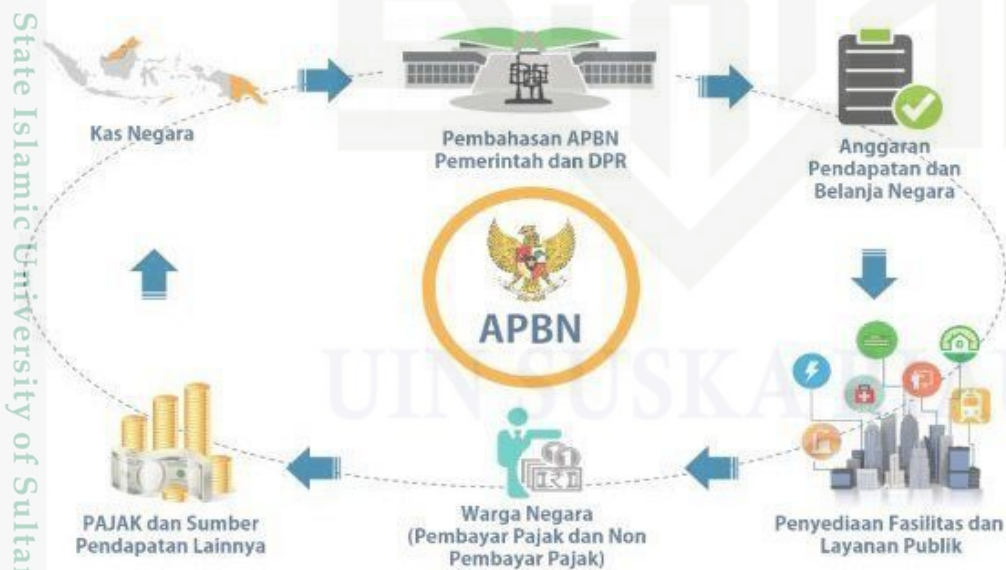 State Islamic University of Sultan
Kas Negara
Pembahasan APBN
Pemerintah dan DPR
Anggaran
Pendapatan dan
Belanja Negara
APBN
UIN SUSKA
PAJAK dan Sumber
Pendapatan Lainnya
Warga Negara
(Pembayar Pajak dan Non
Pembayar Pajak)
Penyediaan Fasilitas dan
Layanan Publik